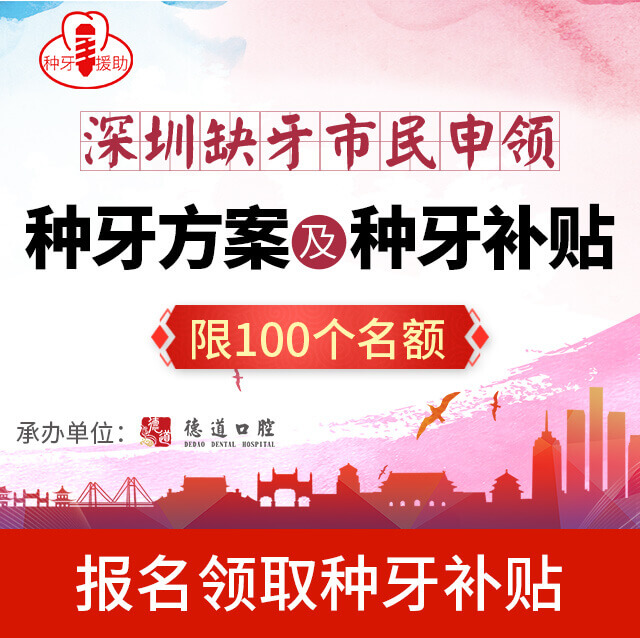 种牙援助
深圳缺牙市民申领
种牙方案及种牙补贴
限100个名额
承办单位：德道 德道口腔
DEDAO DENTAL HOSPITAL
报名领取种牙补贴